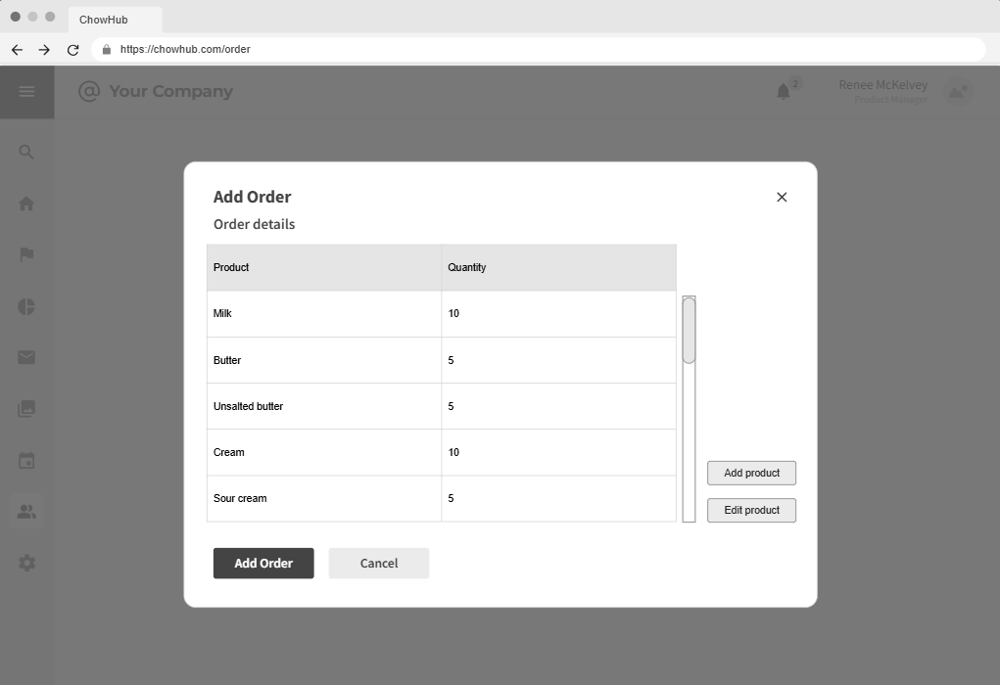 ChowHub
https://chowhub.com/order
@ Your Company
2
Renee McKelvey
Product Manager
Add Order
Order details
Product Quantity
Milk 10
Butter 5
Unsalted butter 5
Cream 10
Sour cream 5
Add product
Edit product
Add Order Cancel